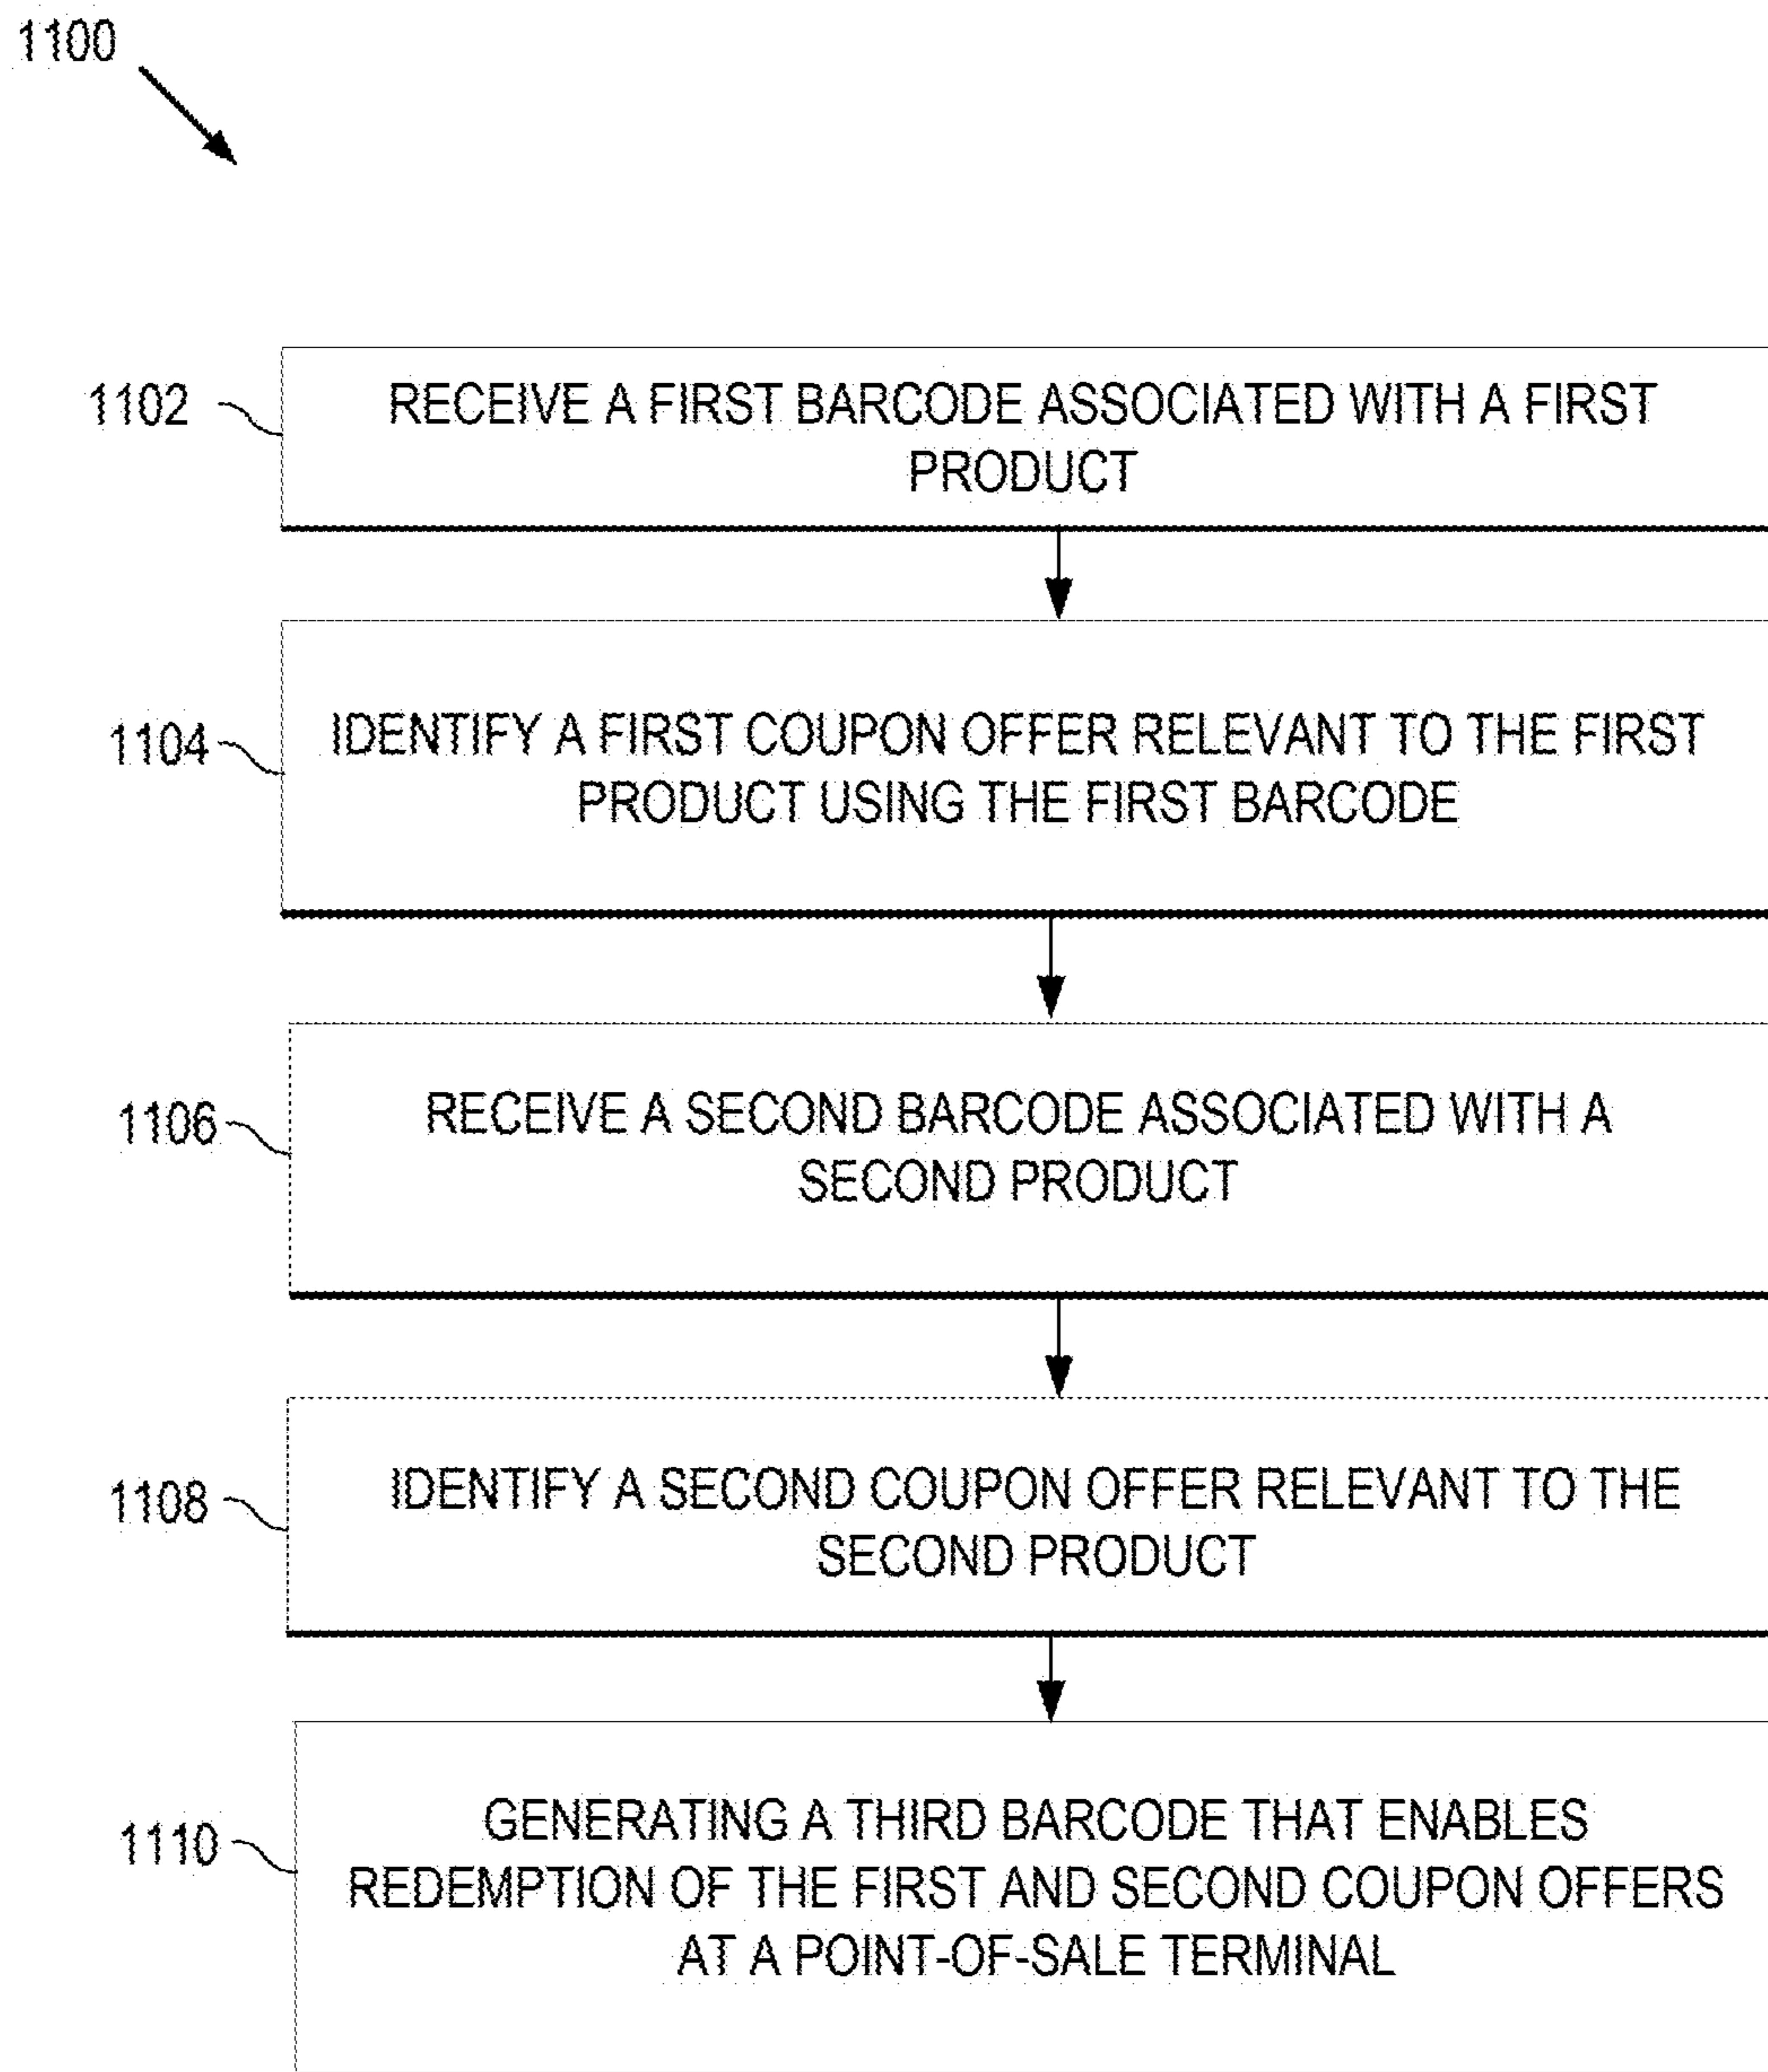 1100
1102
RECEIVE A FIRST BARCODE ASSOCIATED WITH A FIRST
PRODUCT
1104
IDENTIFY A FIRST COUPON OFFER RELEVANT TO THE FIRST
PRODUCT USING THE FIRST BARCODE
1106
RECEIVE A SECOND BARCODE ASSOCIATED WITH A
SECOND PRODUCT
1108
IDENTIFY A SECOND COUPON OFFER RELEVANT TO THE
SECOND PRODUCT
1110
GENERATING A THIRD BARCODE THAT ENABLES
REDEMPTION OF THE FIRST AND SECOND COUPON OFFERS
AT A POINT-OF-SALE TERMINAL